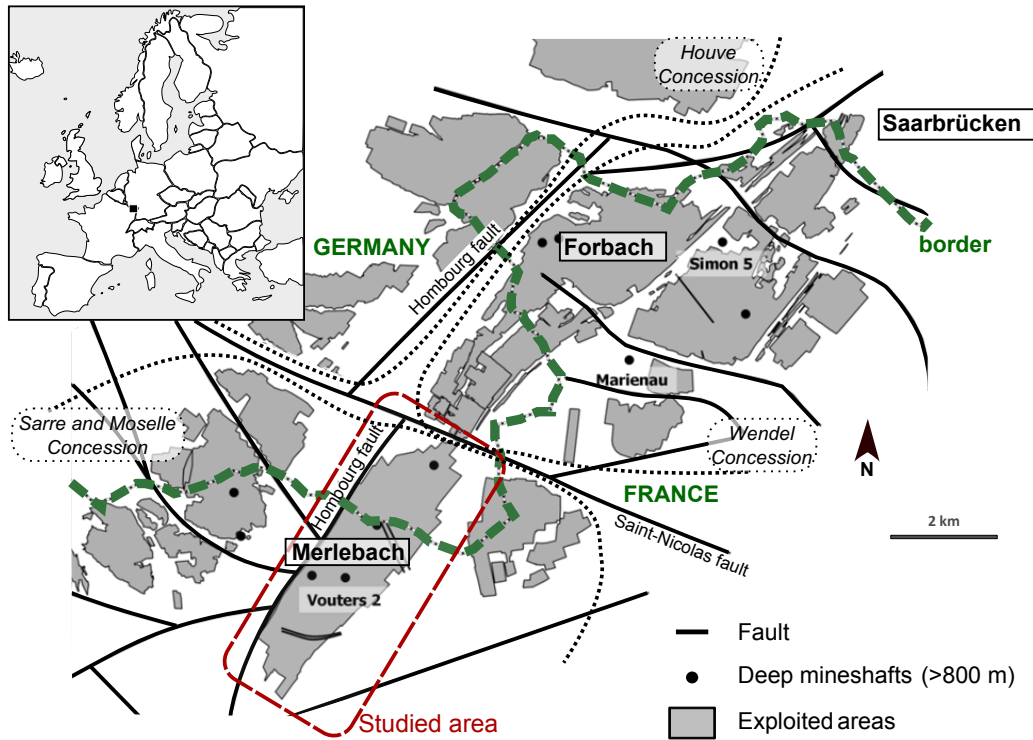 Houve
Concession
Saarbrücken
GERMANY
Hombourg fault
Forbach
Simon 5
border
Marienau
Sarre and Moselle
Concession
Hombourg fault
Wendel
Concession
N
FRANCE
Saint-Nicolas fault
2 km
Merlebach
Vouters 2
Fault
Deep mineshafts (>800 m)
Studied area
Exploited areas